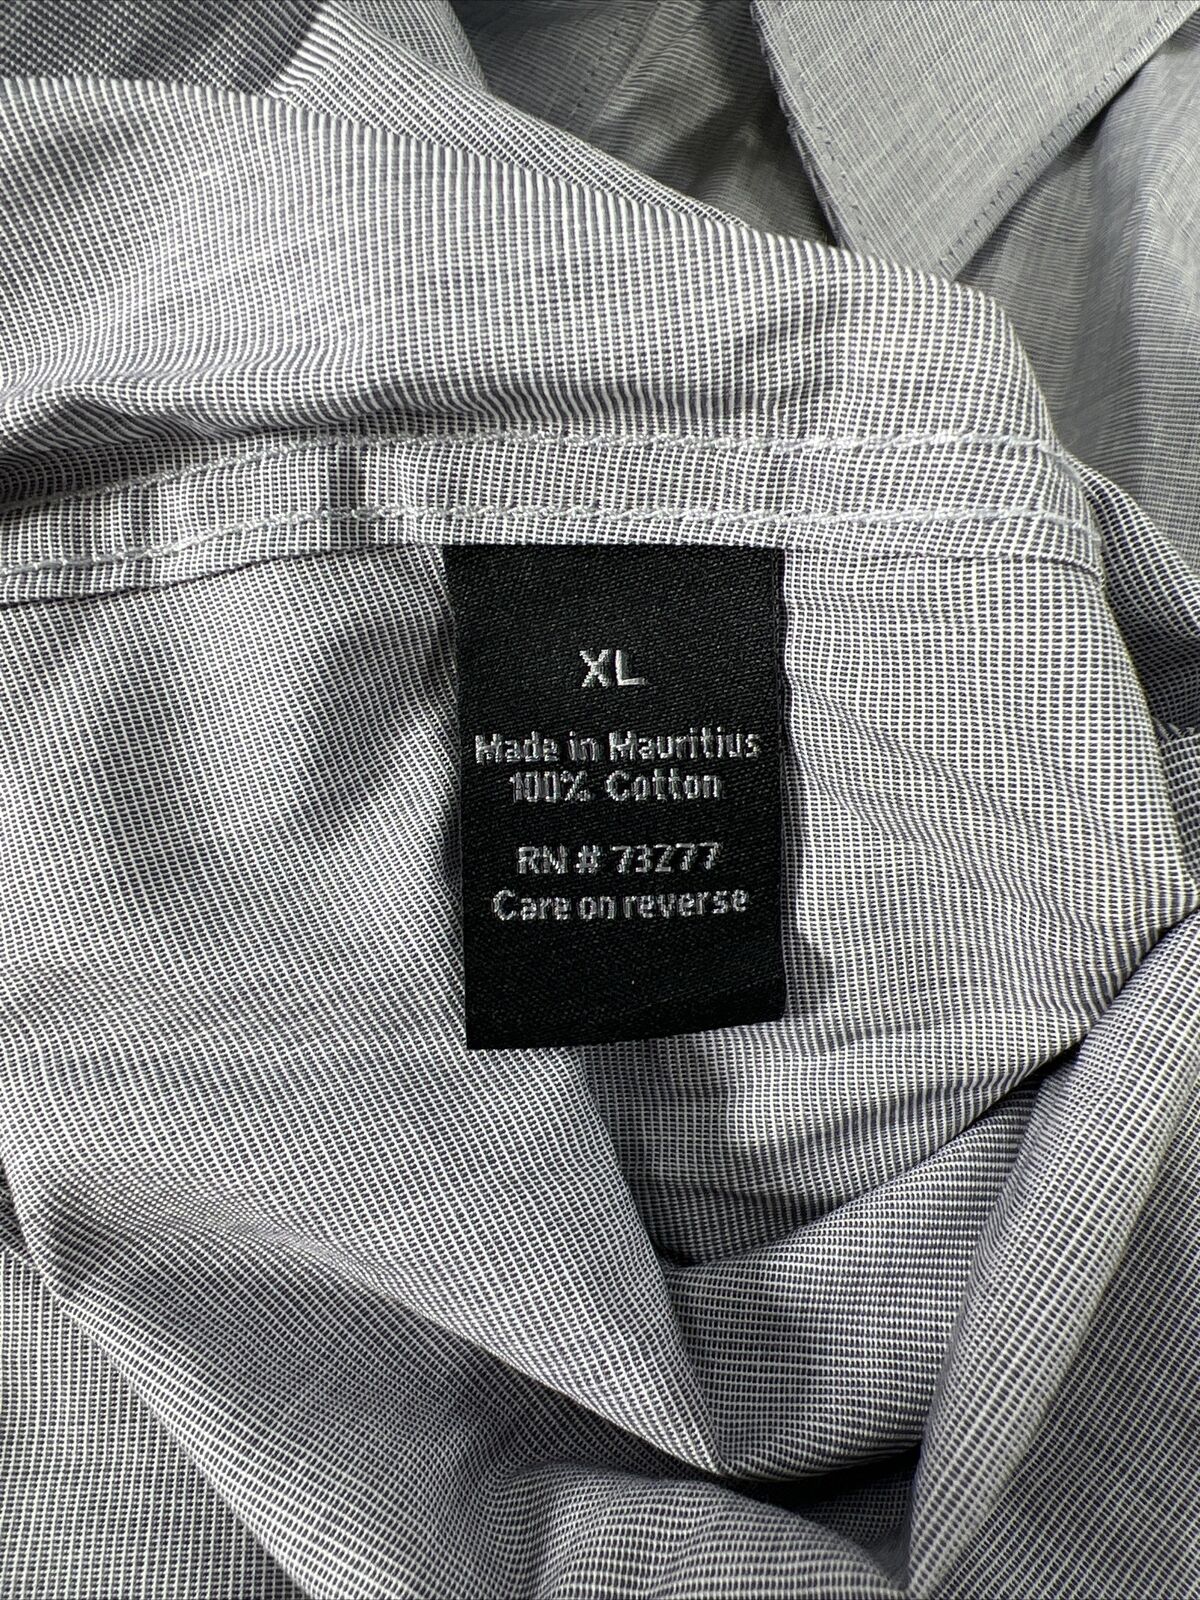 XL
Made in Mauritius
100% Cotton
RN # 73277
Care on reverse